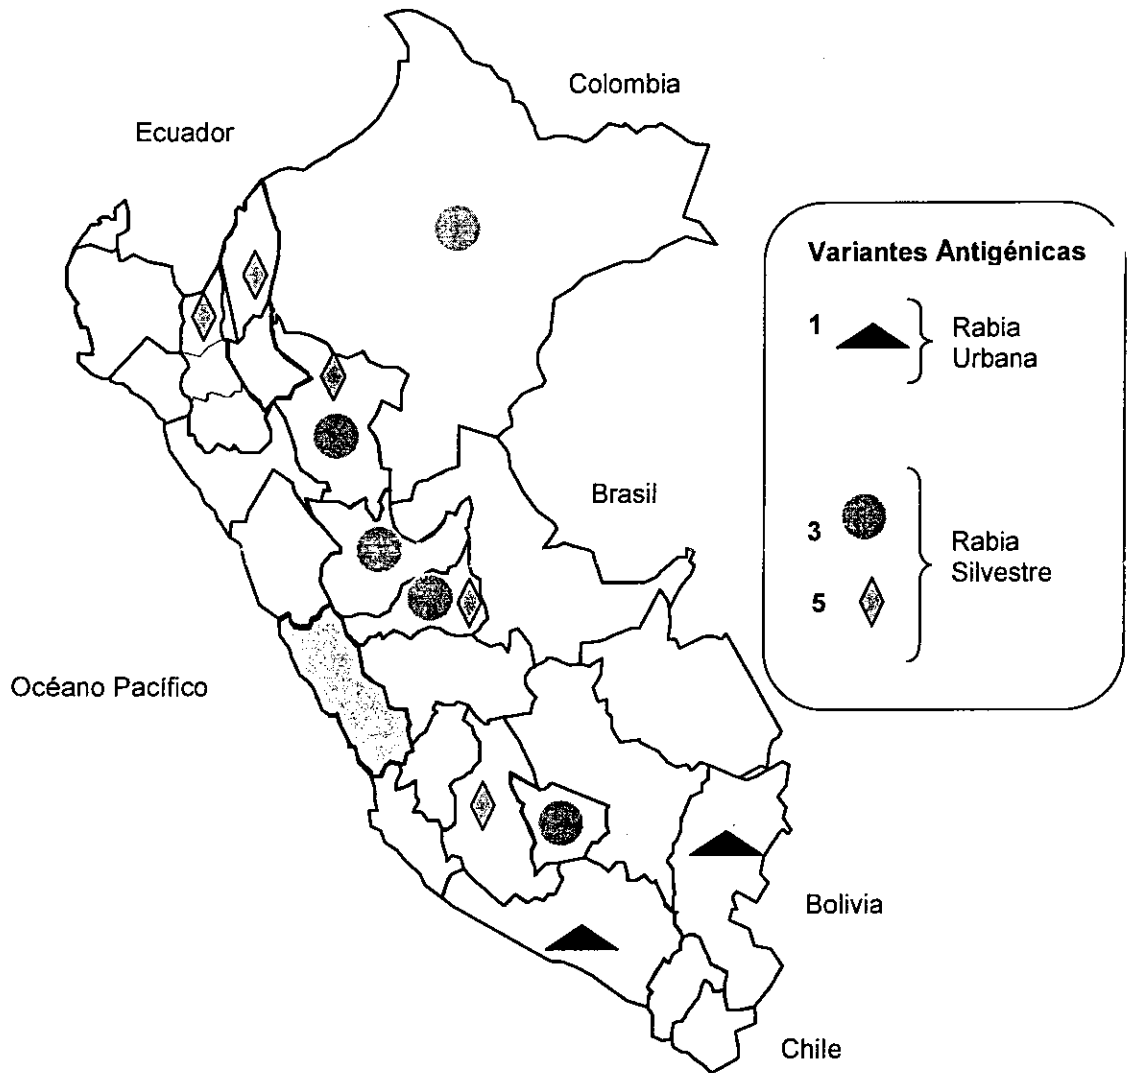 Colombia
Ecuador
Variantes Antigénicas
1
Rabia
Urbana
Brasil
3
Rabia
Silvestre
5
Océano Pacífico
Bolivia
Chile